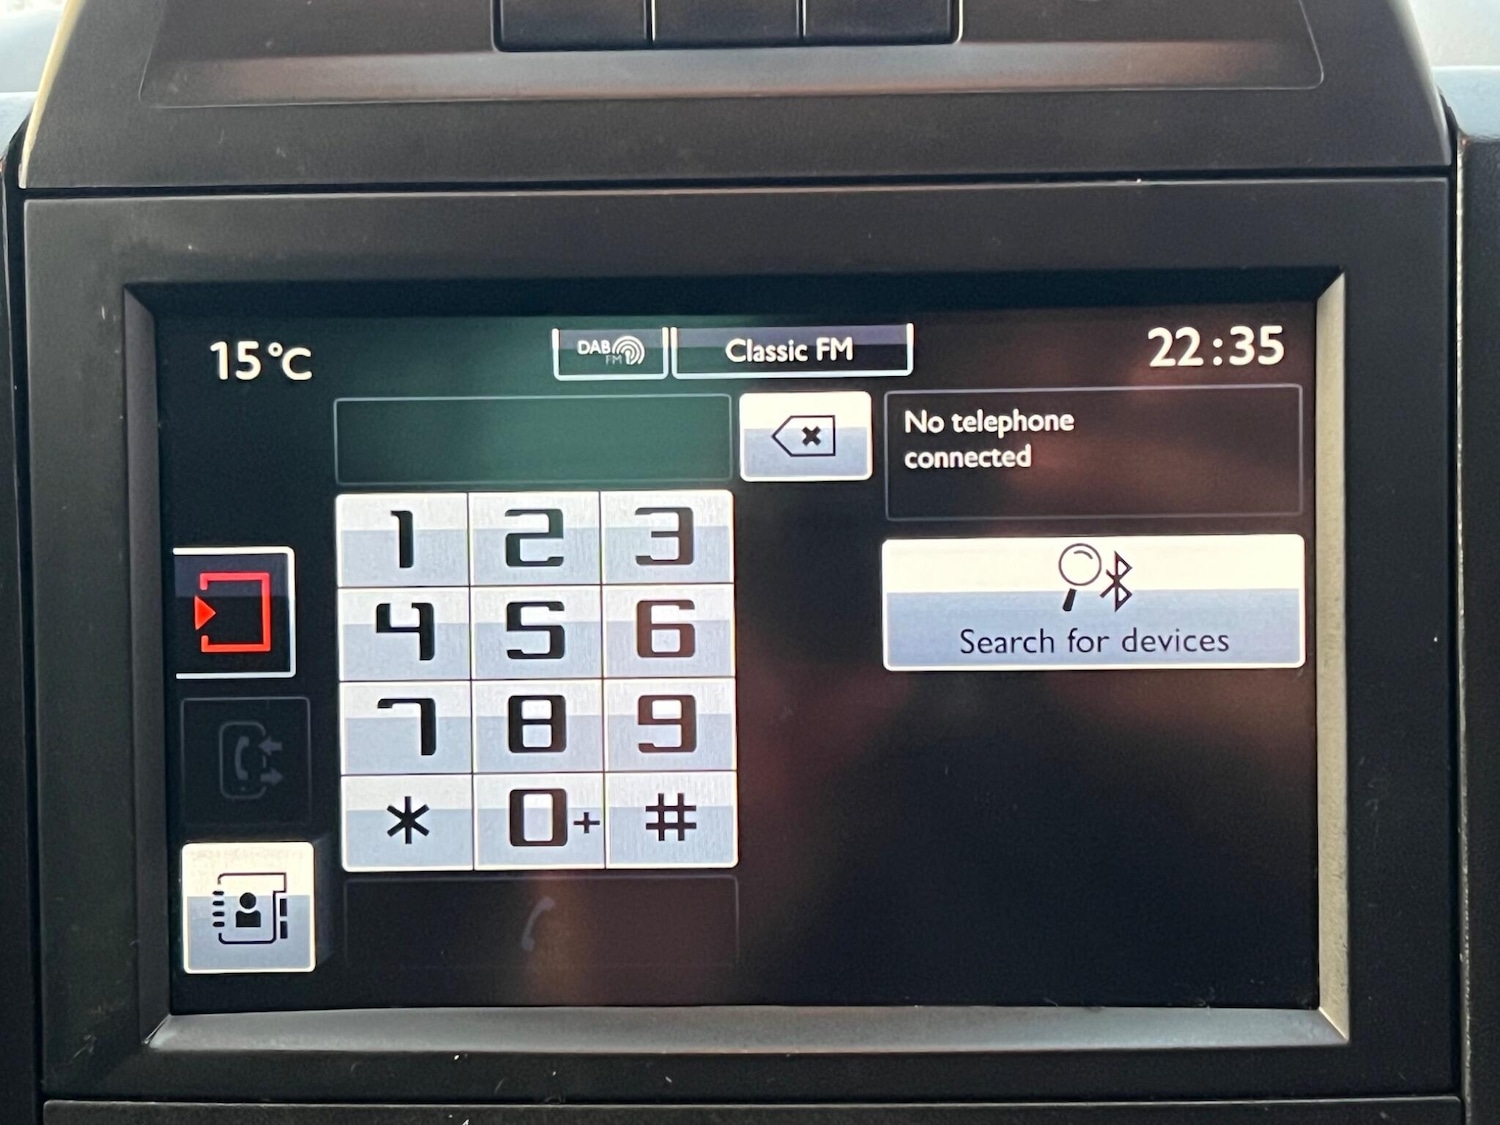 15°C
DAB
FM
Classic FM
22:35
No telephone
connected
1 2 3
4 5 6
7 8 9
* 0+ #
Search for devices